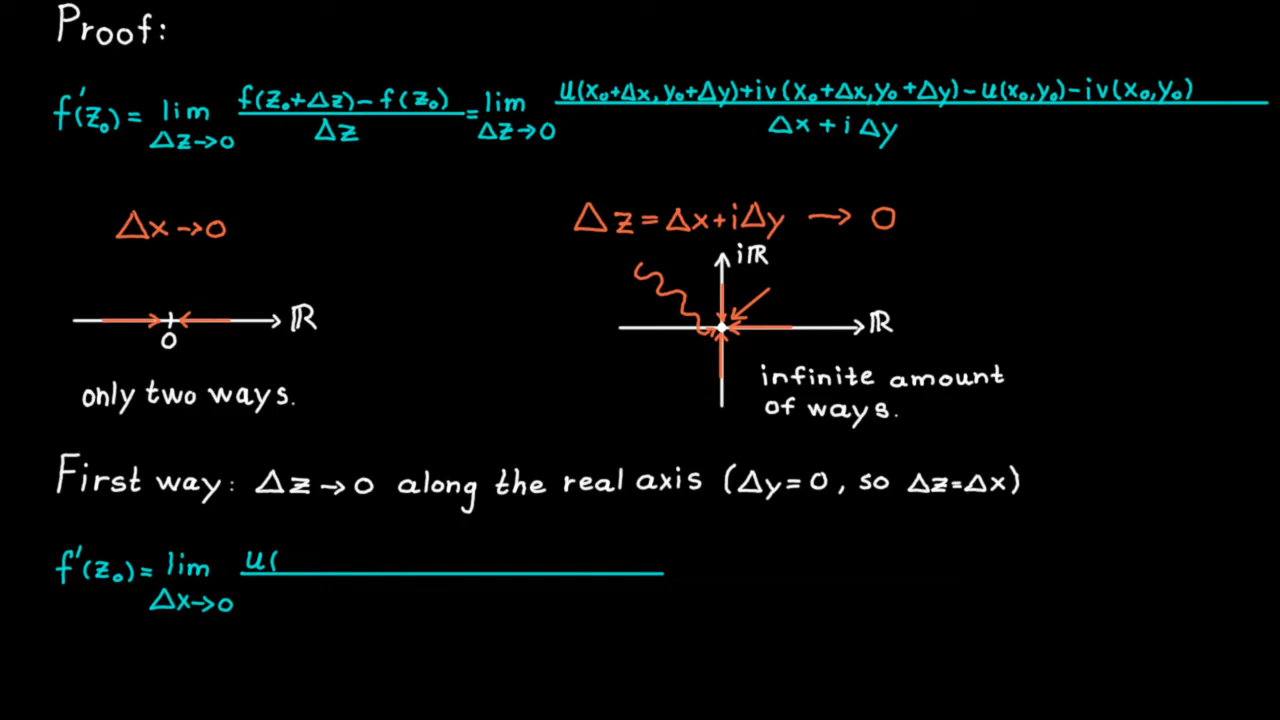 Proof:
f'(z₀) = lim Δz→0 f(z₀+Δz) − f(z₀) / Δz = lim Δz→0 u(x₀+Δx, y₀+Δy)+iv(x₀+Δx, y₀+Δy) − u(x₀,y₀) − iv(x₀,y₀) / Δx + iΔy
Δx → 0
Δz = Δx+iΔy → 0
iℝ
ℝ
0
ℝ
only two ways.
infinite amount
of ways.
First way: Δz → 0 along the real axis (Δy = 0, so Δz = Δx)
f'(z₀) = lim Δx→0 u(